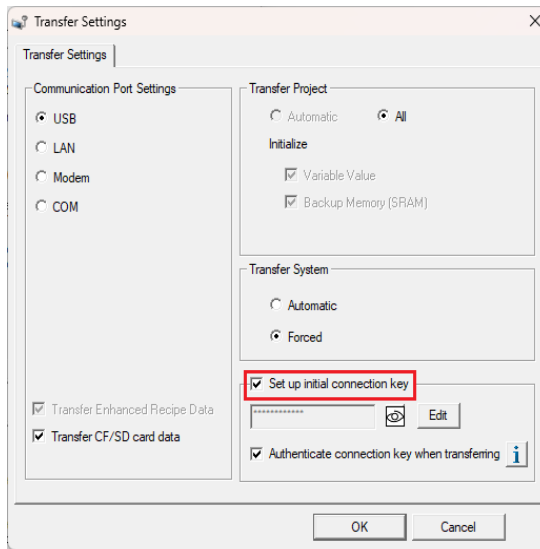 Transfer Settings
Transfer Settings
Communication Port Settings
USB
LAN
Modem
COM
Transfer Enhanced Recipe Data
Transfer CF/SD card data
Transfer Project
Automatic All
Initialize
Variable Value
Backup Memory (SRAM)
Transfer System
Automatic
Forced
Set up initial connection key
************ Edit
Authenticate connection key when transferring i
OK Cancel